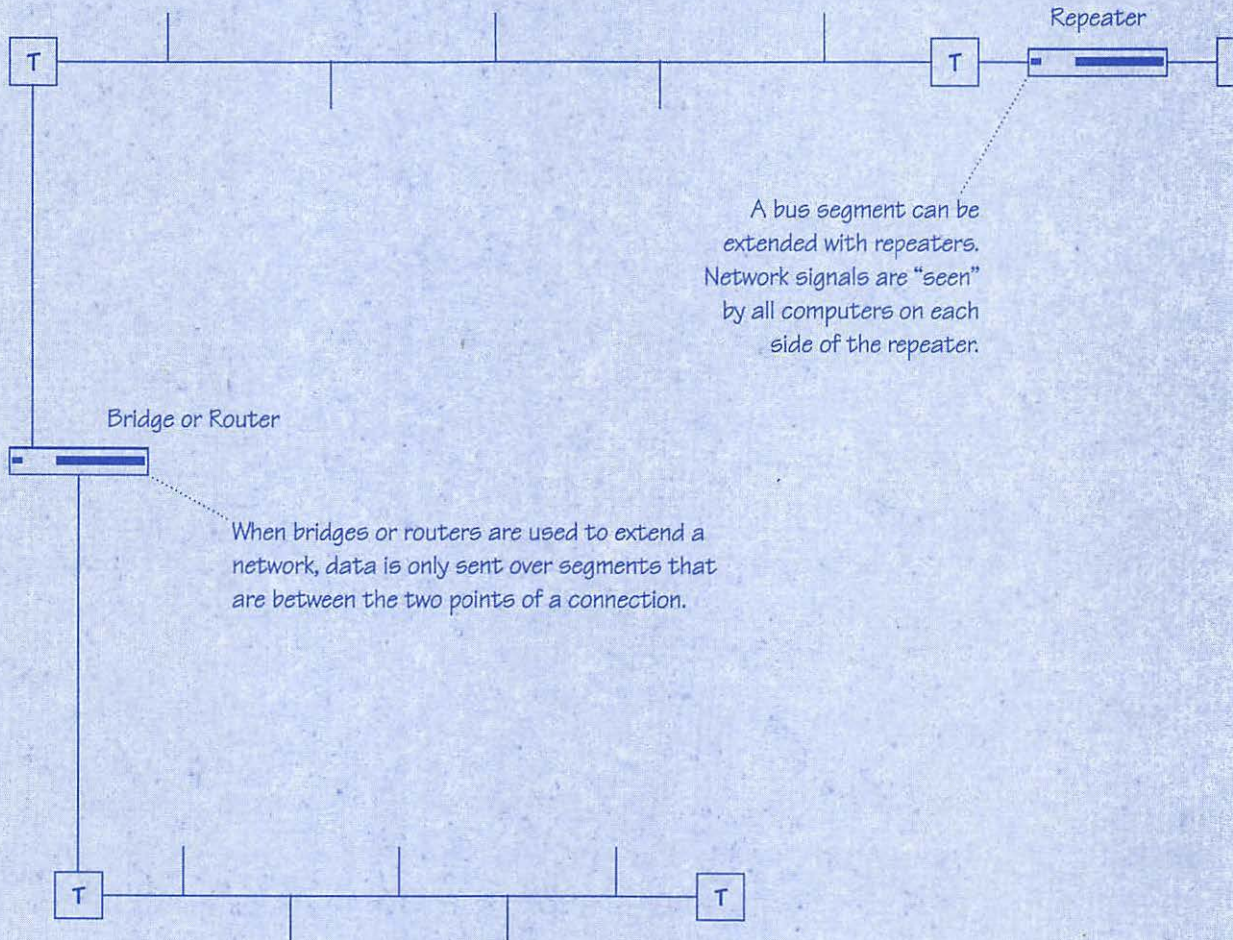 Repeater
T
T
A bus segment can be
extended with repeaters.
Network signals are “seen”
by all computers on each
side of the repeater.
Bridge or Router
When bridges or routers are used to extend a
network, data is only sent over segments that
are between the two points of a connection.
T
T